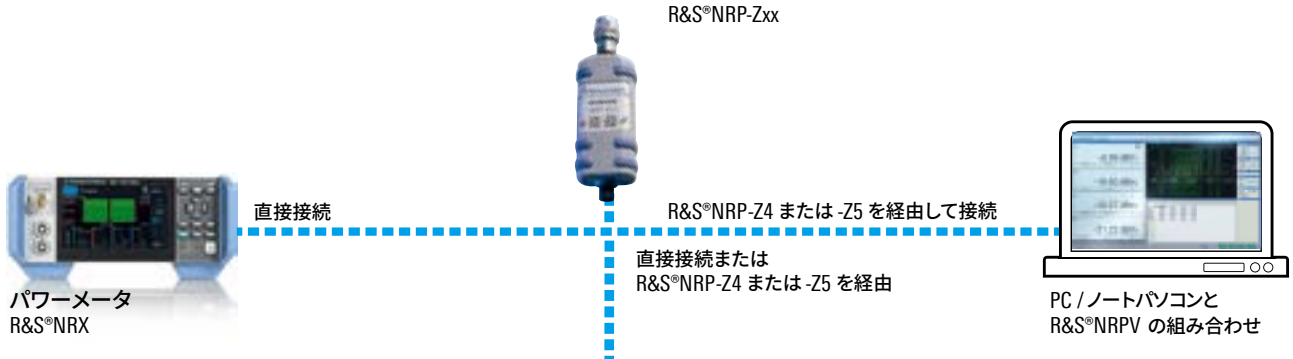 R&S®NRP-Zxx
直接接続
R&S®NRP-Z4 または -Z5 を経由して接続
直接接続または
R&S®NRP-Z4 または -Z5 を経由
パワーメータ
R&S®NRX
PC / ノートパソコンと
R&S®NRPV の組み合わせ